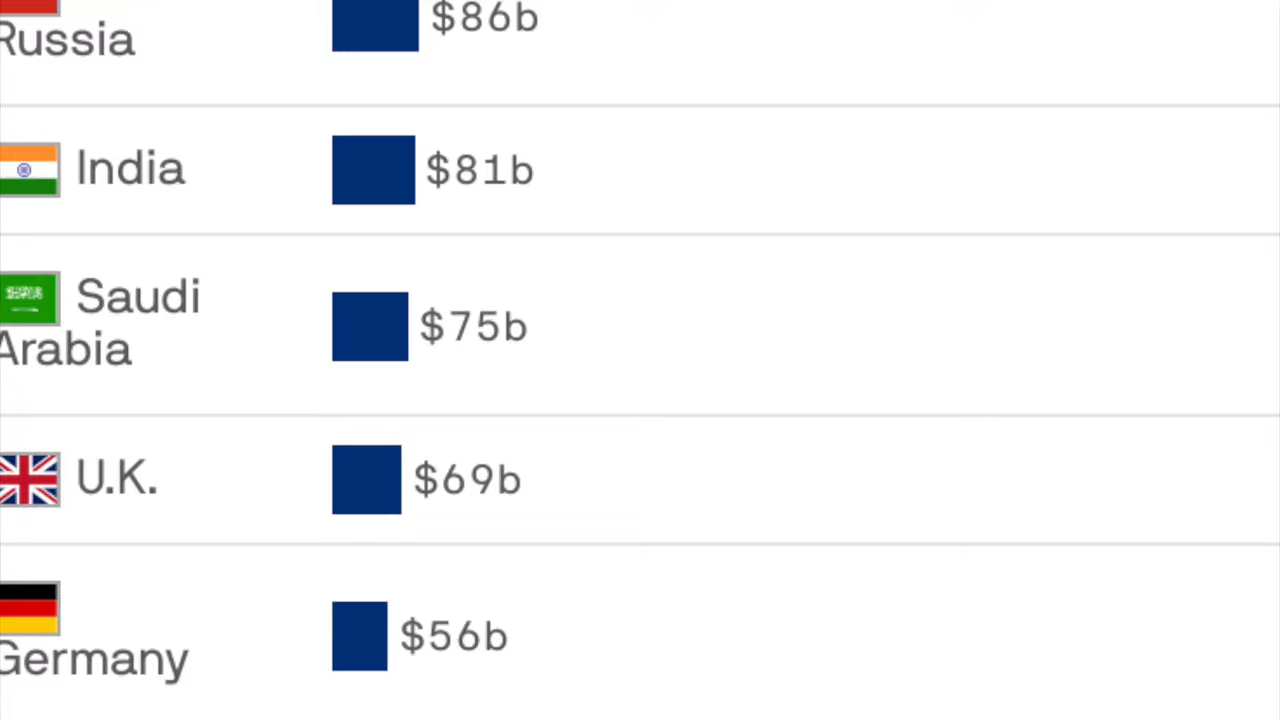 $86b
Russia
India $81b
Saudi
Arabia
$75b
U.K. $69b
$56b
Germany